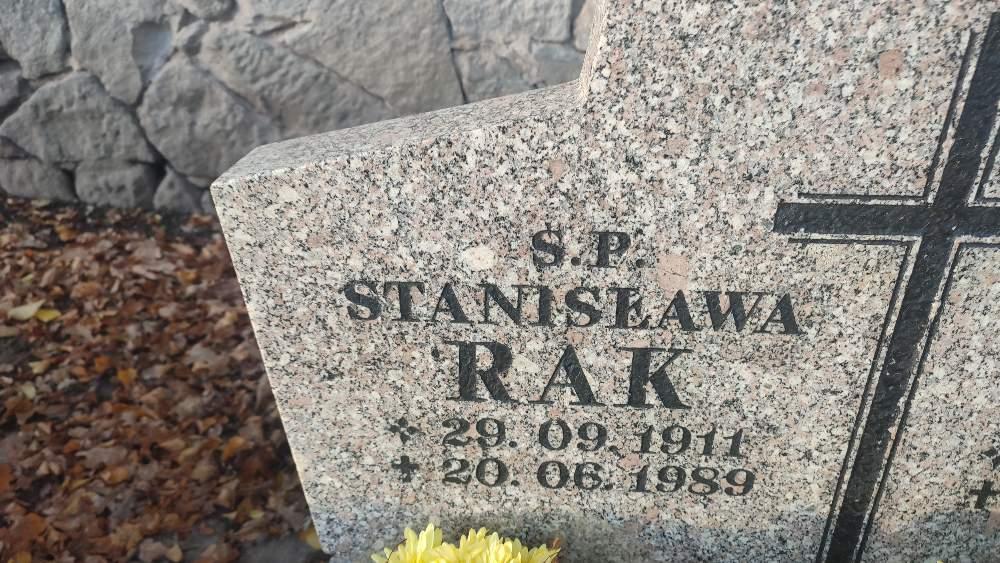 S.P.
STANISŁAWA
RAK
29. 09. 1911
20. 06. 1989